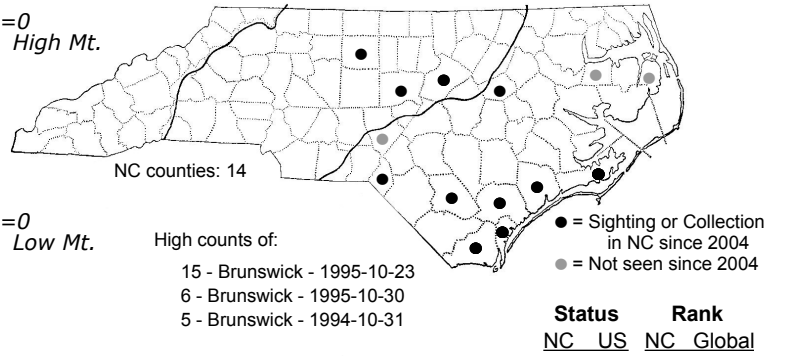 =0
High Mt.
NC counties: 14
=0
Low Mt.
High counts of:
15 - Brunswick - 1995-10-23
6 - Brunswick - 1995-10-30
5 - Brunswick - 1994-10-31
● = Sighting or Collection
in NC since 2004
● = Not seen since 2004
Status Rank
NC US NC Global